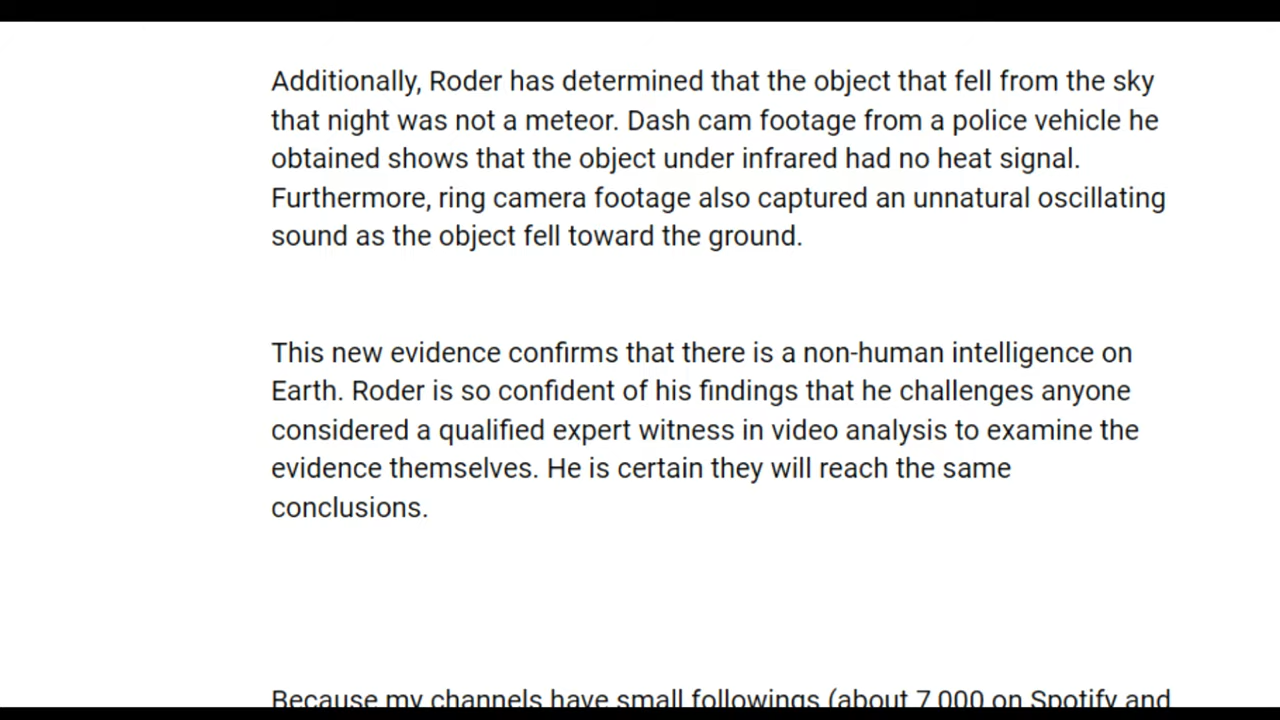 Additionally, Roder has determined that the object that fell from the sky
that night was not a meteor. Dash cam footage from a police vehicle he
obtained shows that the object under infrared had no heat signal.
Furthermore, ring camera footage also captured an unnatural oscillating
sound as the object fell toward the ground.
This new evidence confirms that there is a non-human intelligence on
Earth. Roder is so confident of his findings that he challenges anyone
considered a qualified expert witness in video analysis to examine the
evidence themselves. He is certain they will reach the same
conclusions.
Because my channels have small followings (about 7,000 on Spotify and